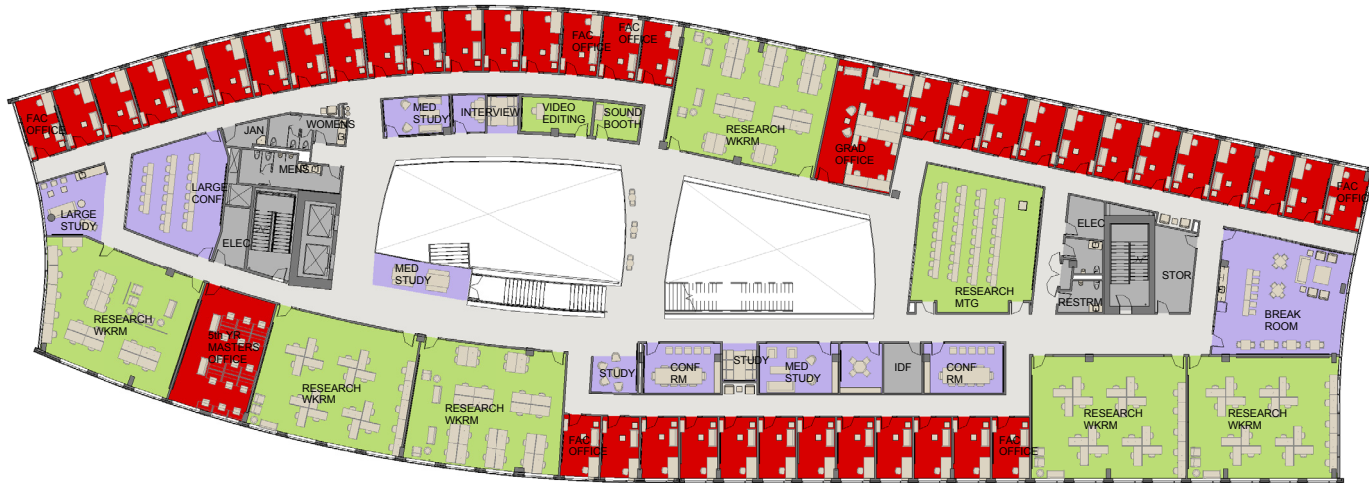 FAC
OFFICE
FAC
OFFICE
FAC
OFFICE
MED
STUDY
INTERVIEW
VIDEO
EDITING
SOUND
BOOTH
RESEARCH
WKRM
GRAD
OFFICE
FAC
OFFICE
JAN
WOMENS
MENS
LARGE
CONF
ELEC
LARGE
STUDY
MED
STUDY
RESEARCH
MTG
ELEC
RESTRM
STOR
BREAK
ROOM
RESEARCH
WKRM
5th YR
MASTERS
OFFICE
RESEARCH
WKRM
RESEARCH
WKRM
STUDY
CONF
RM
STUDY
MED
STUDY
IDF
CONF
RM
FAC
OFFICE
FAC
OFFICE
RESEARCH
WKRM
RESEARCH
WKRM